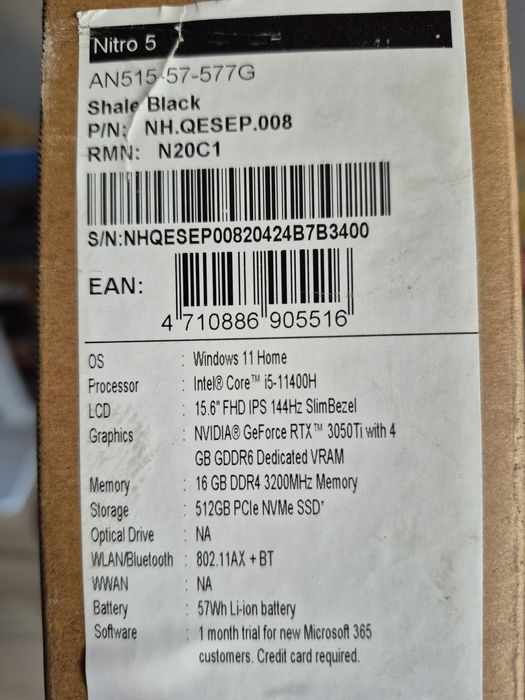 Nitro 5
AN515-57-577G
Shale Black
P/N: NH.QESEP.008
RMN: N20C1
S/N:NHQESEP00820424B7B3400
EAN:
4 710886 905516
OS : Windows 11 Home
Processor : Intel® Core™ i5-11400H
LCD : 15.6" FHD IPS 144Hz SlimBezel
Graphics : NVIDIA® GeForce RTX™ 3050Ti with 4
GB GDDR6 Dedicated VRAM
Memory : 16 GB DDR4 3200MHz Memory
Storage : 512GB PCIe NVMe SSD*
Optical Drive : NA
WLAN/Bluetooth : 802.11AX + BT
WWAN : NA
Battery : 57Wh Li-ion battery
Software : 1 month trial for new Microsoft 365
customers. Credit card required.